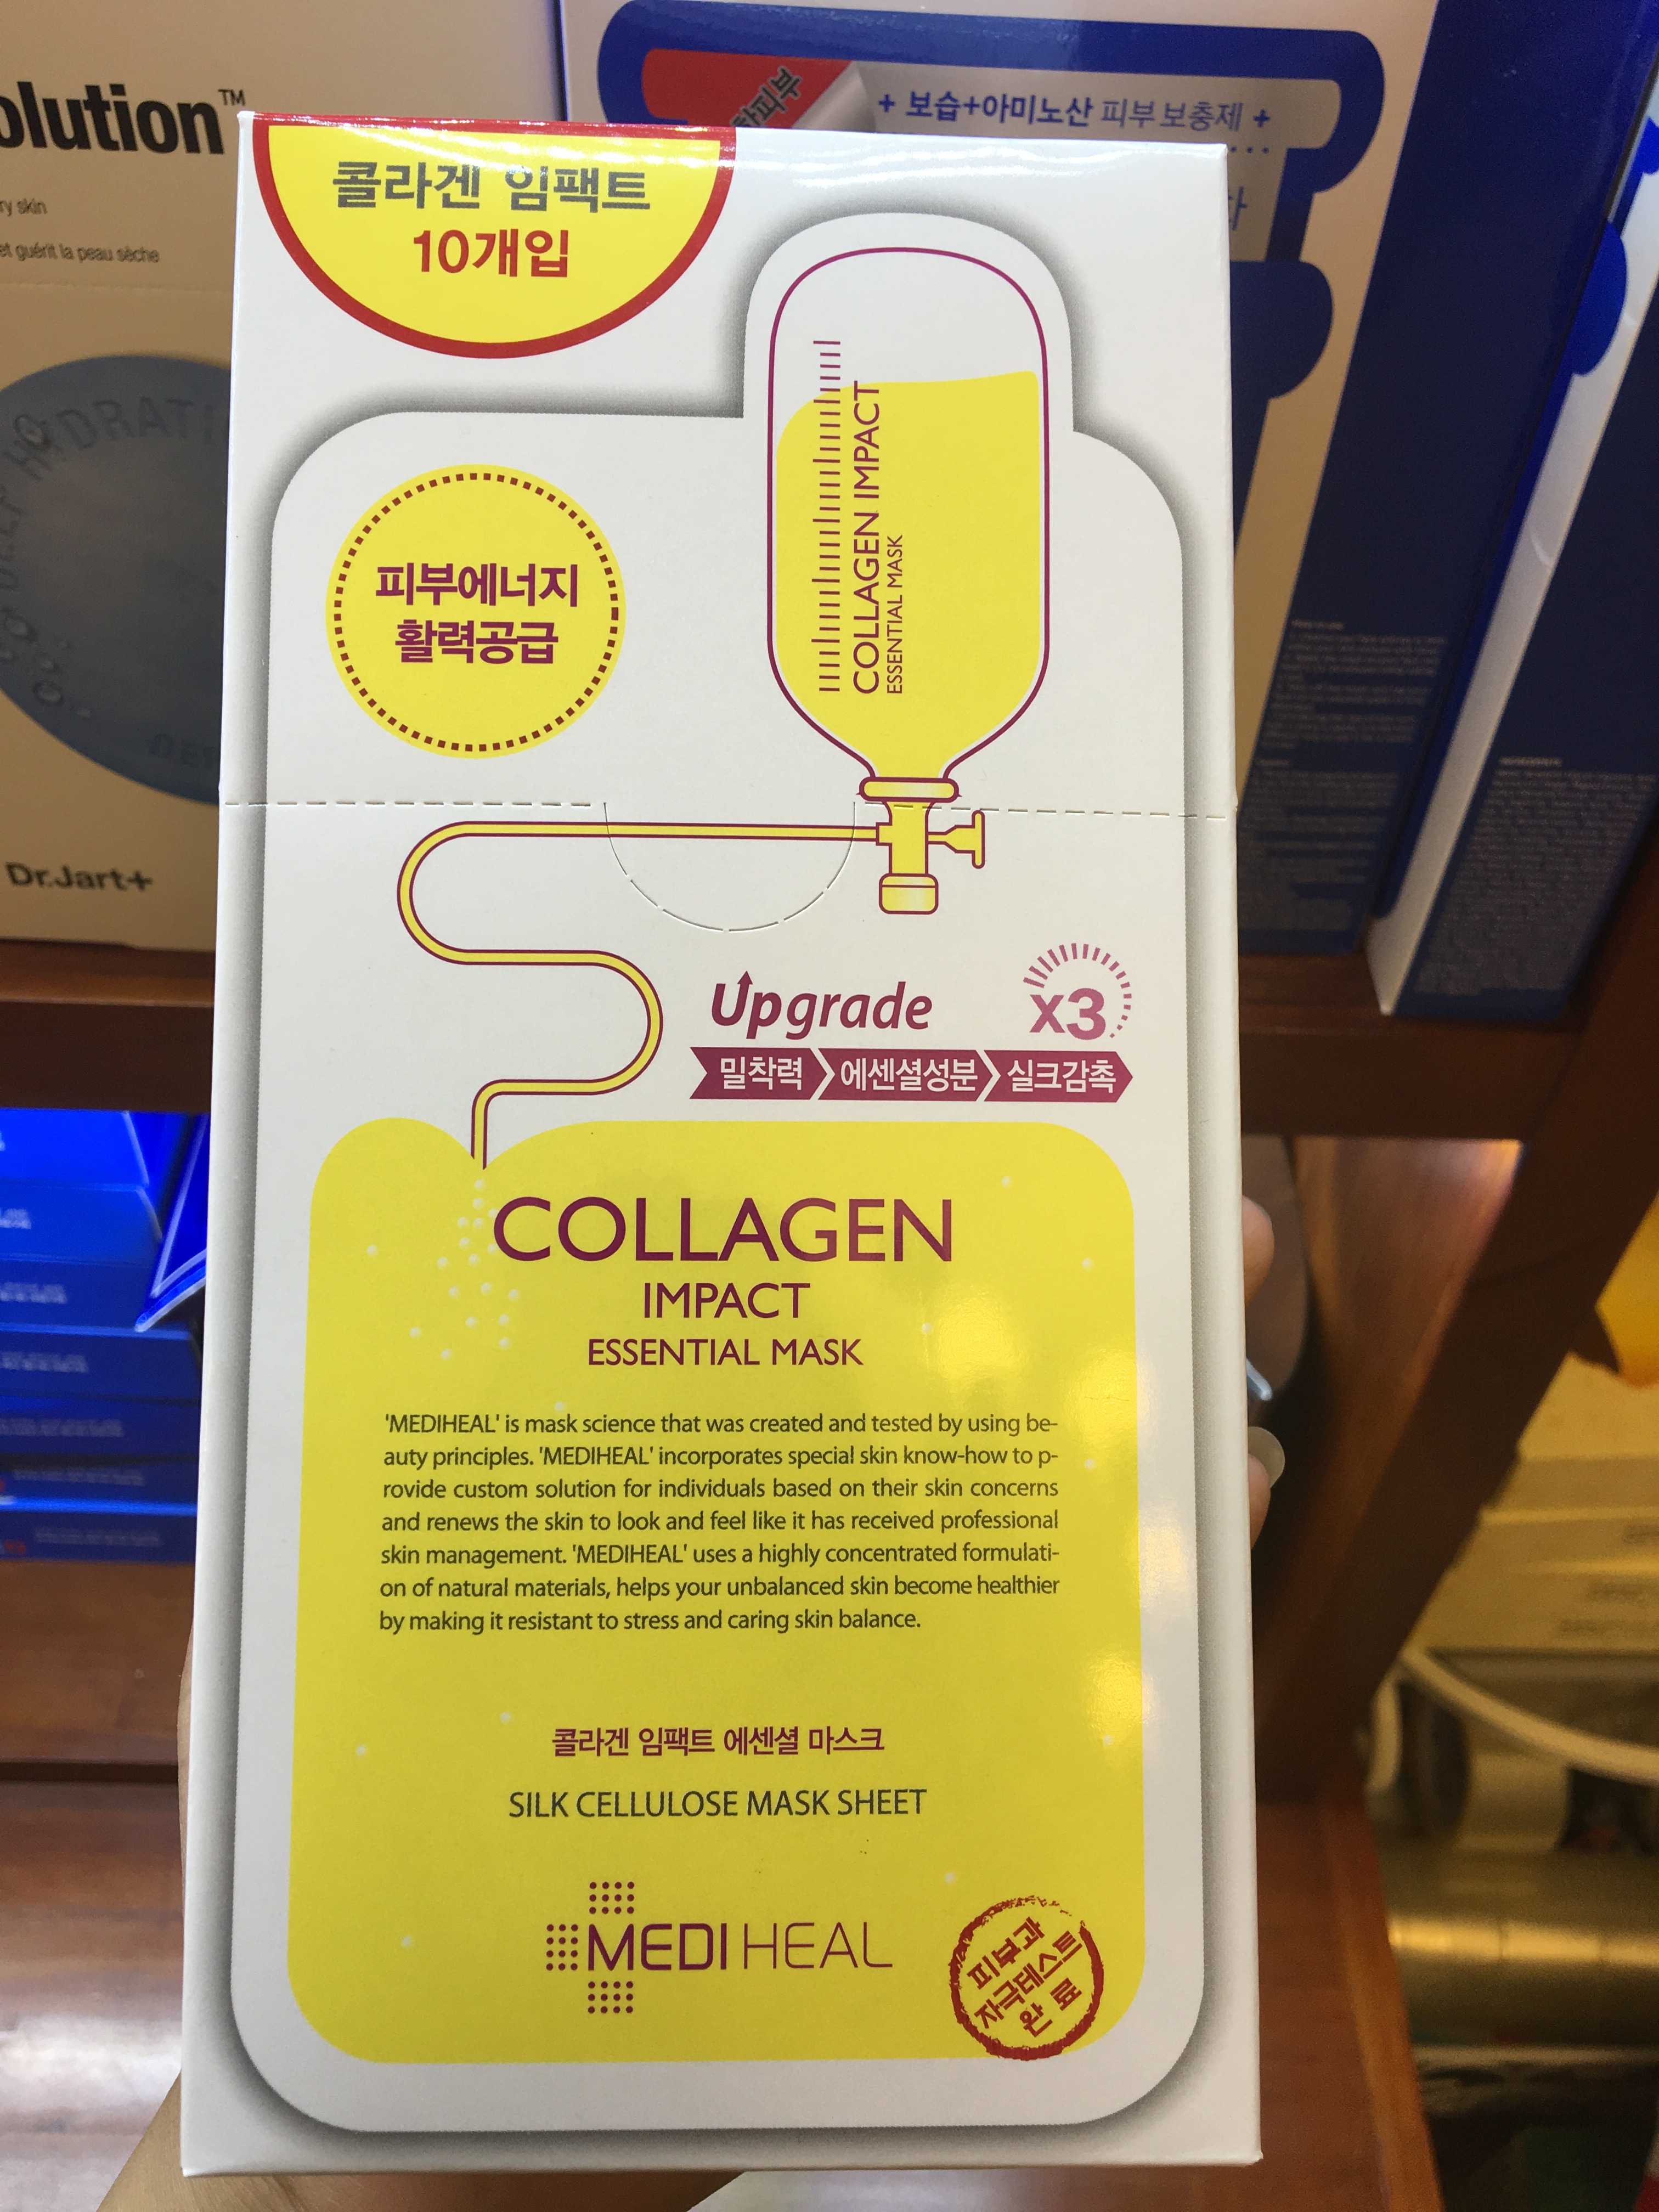 olution™
ry skin
et guérit la peau sèche
Dr.Jart+
+ 보습+아미노산 피부 보충제 +
콜라겐 임팩트
10개입
COLLAGEN IMPACT
ESSENTIAL MASK
피부에너지
활력공급
Upgrade
x3
밀착력 에센셜성분 실크감촉
COLLAGEN
IMPACT
ESSENTIAL MASK
'MEDIHEAL' is mask science that was created and tested by using be-
auty principles. 'MEDIHEAL' incorporates special skin know-how to p-
rovide custom solution for individuals based on their skin concerns
and renews the skin to look and feel like it has received professional
skin management. 'MEDIHEAL' uses a highly concentrated formulati-
on of natural materials, helps your unbalanced skin become healthier
by making it resistant to stress and caring skin balance.
콜라겐 임팩트 에센셜 마스크
SILK CELLULOSE MASK SHEET
MEDIHEAL
피부과
자극테스트
완 료